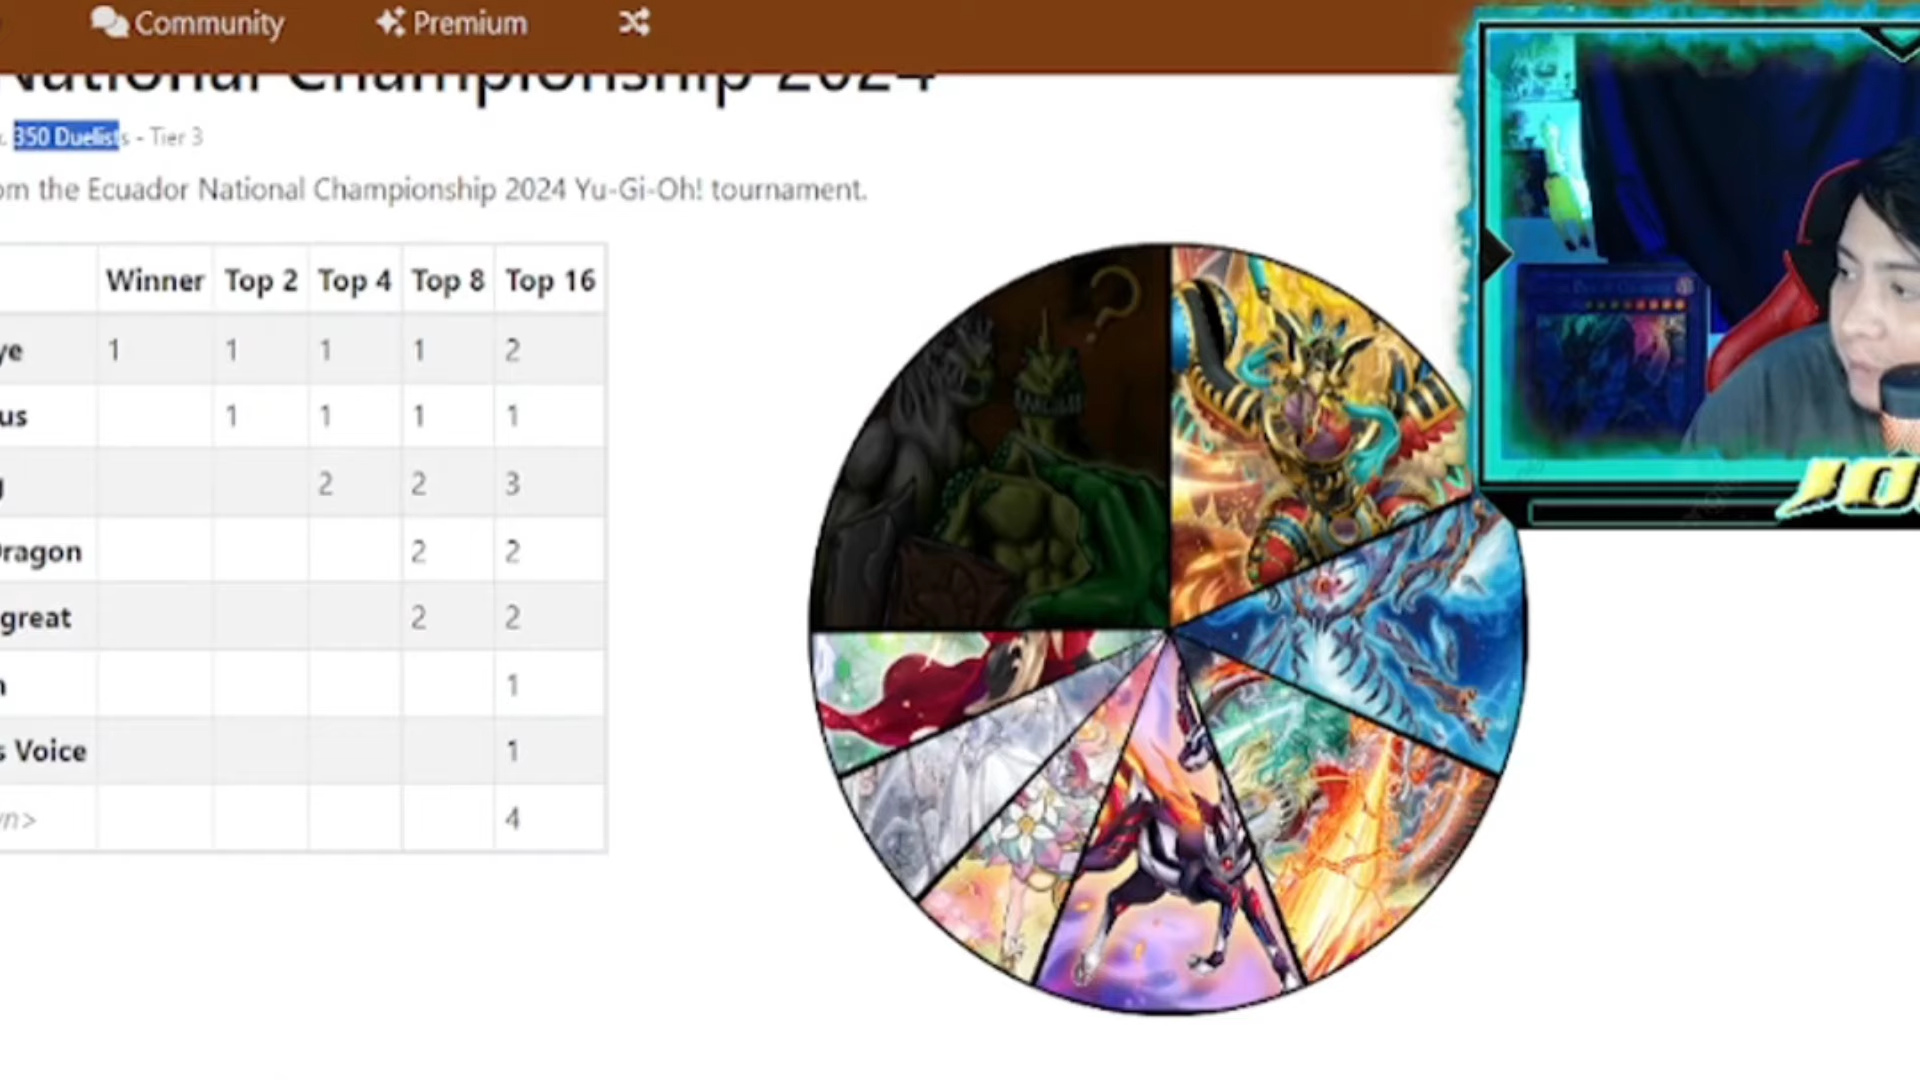 Community Premium
National Championship 2024
350 Duelists - Tier 3
om the Ecuador National Championship 2024 Yu-Gi-Oh! tournament.
Winner Top 2 Top 4 Top 8 Top 16
ye 1 1 1 1 2
us 1 1 1 1
2 2 3
ragon 2 2
great 2 2
1
s Voice 1
vn> 4
?